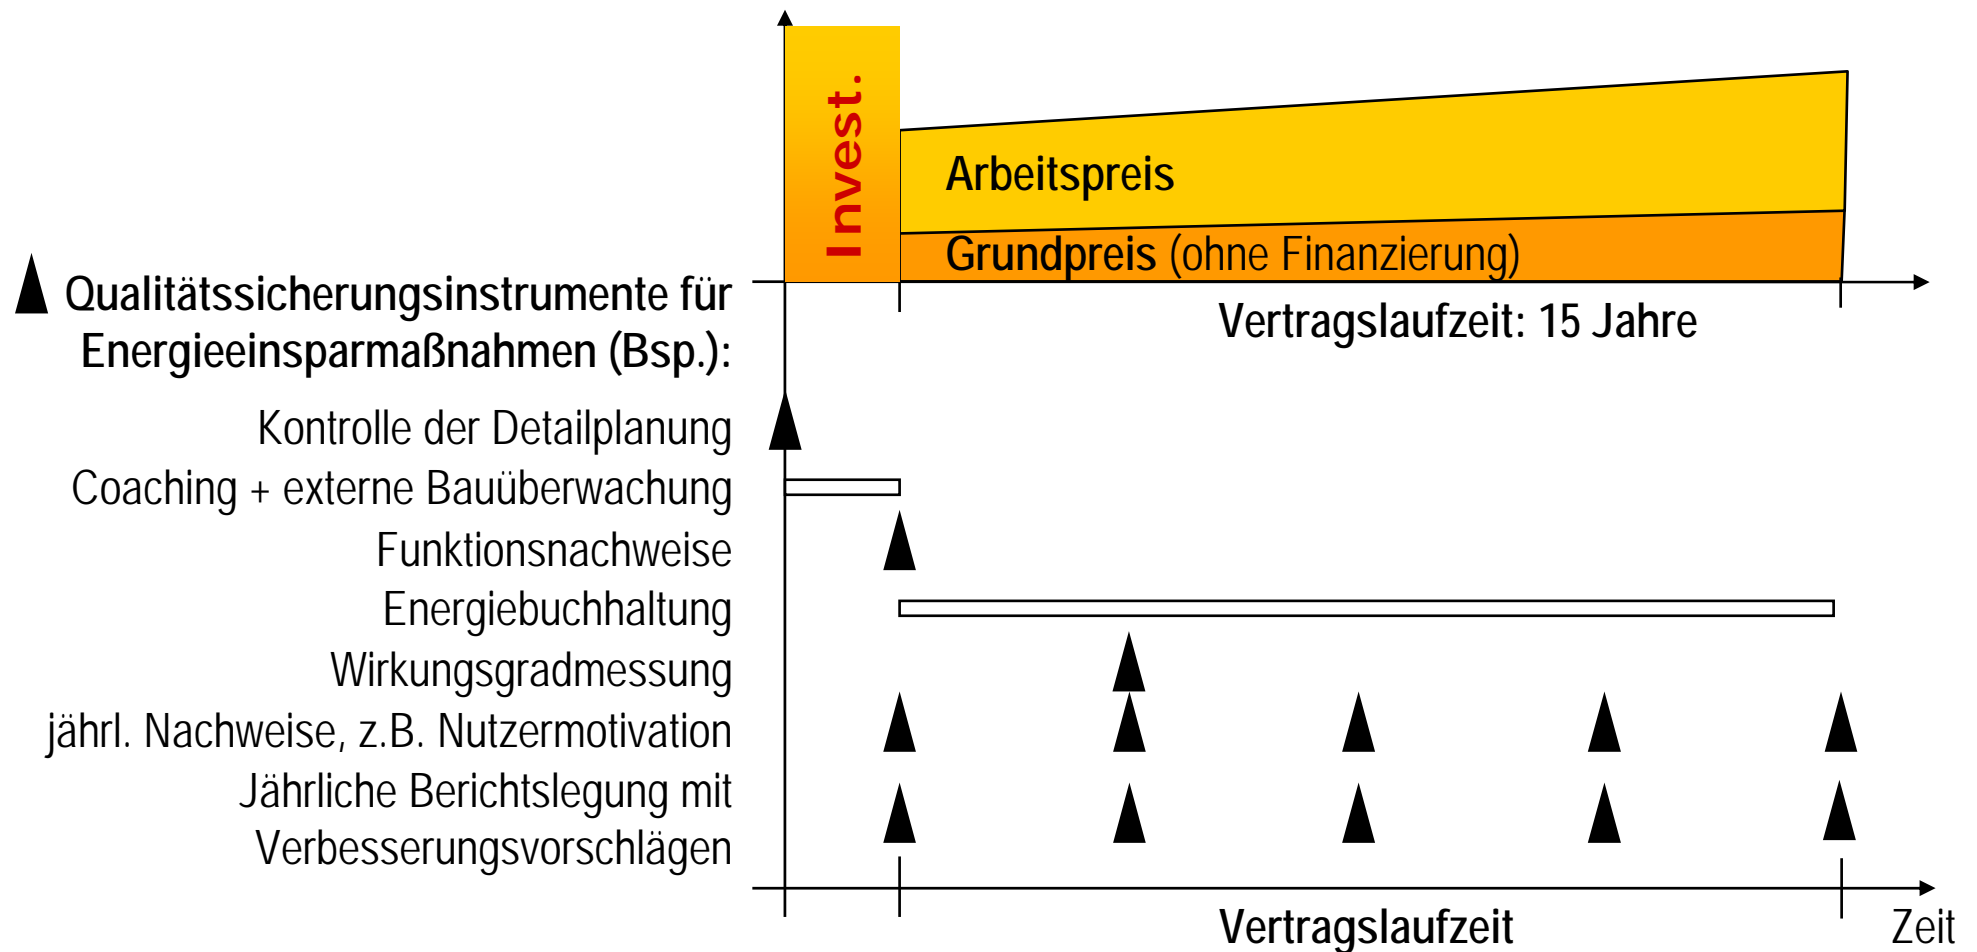 Invest.
Arbeitspreis
Grundpreis (ohne Finanzierung)
Vertragslaufzeit: 15 Jahre
Qualitätssicherungsinstrumente für
Energieeinsparmaßnahmen (Bsp.):
Kontrolle der Detailplanung
Coaching + externe Bauüberwachung
Funktionsnachweise
Energiebuchhaltung
Wirkungsgradmessung
jährl. Nachweise, z.B. Nutzermotivation
Jährliche Berichtslegung mit
Verbesserungsvorschlägen
Vertragslaufzeit
Zeit